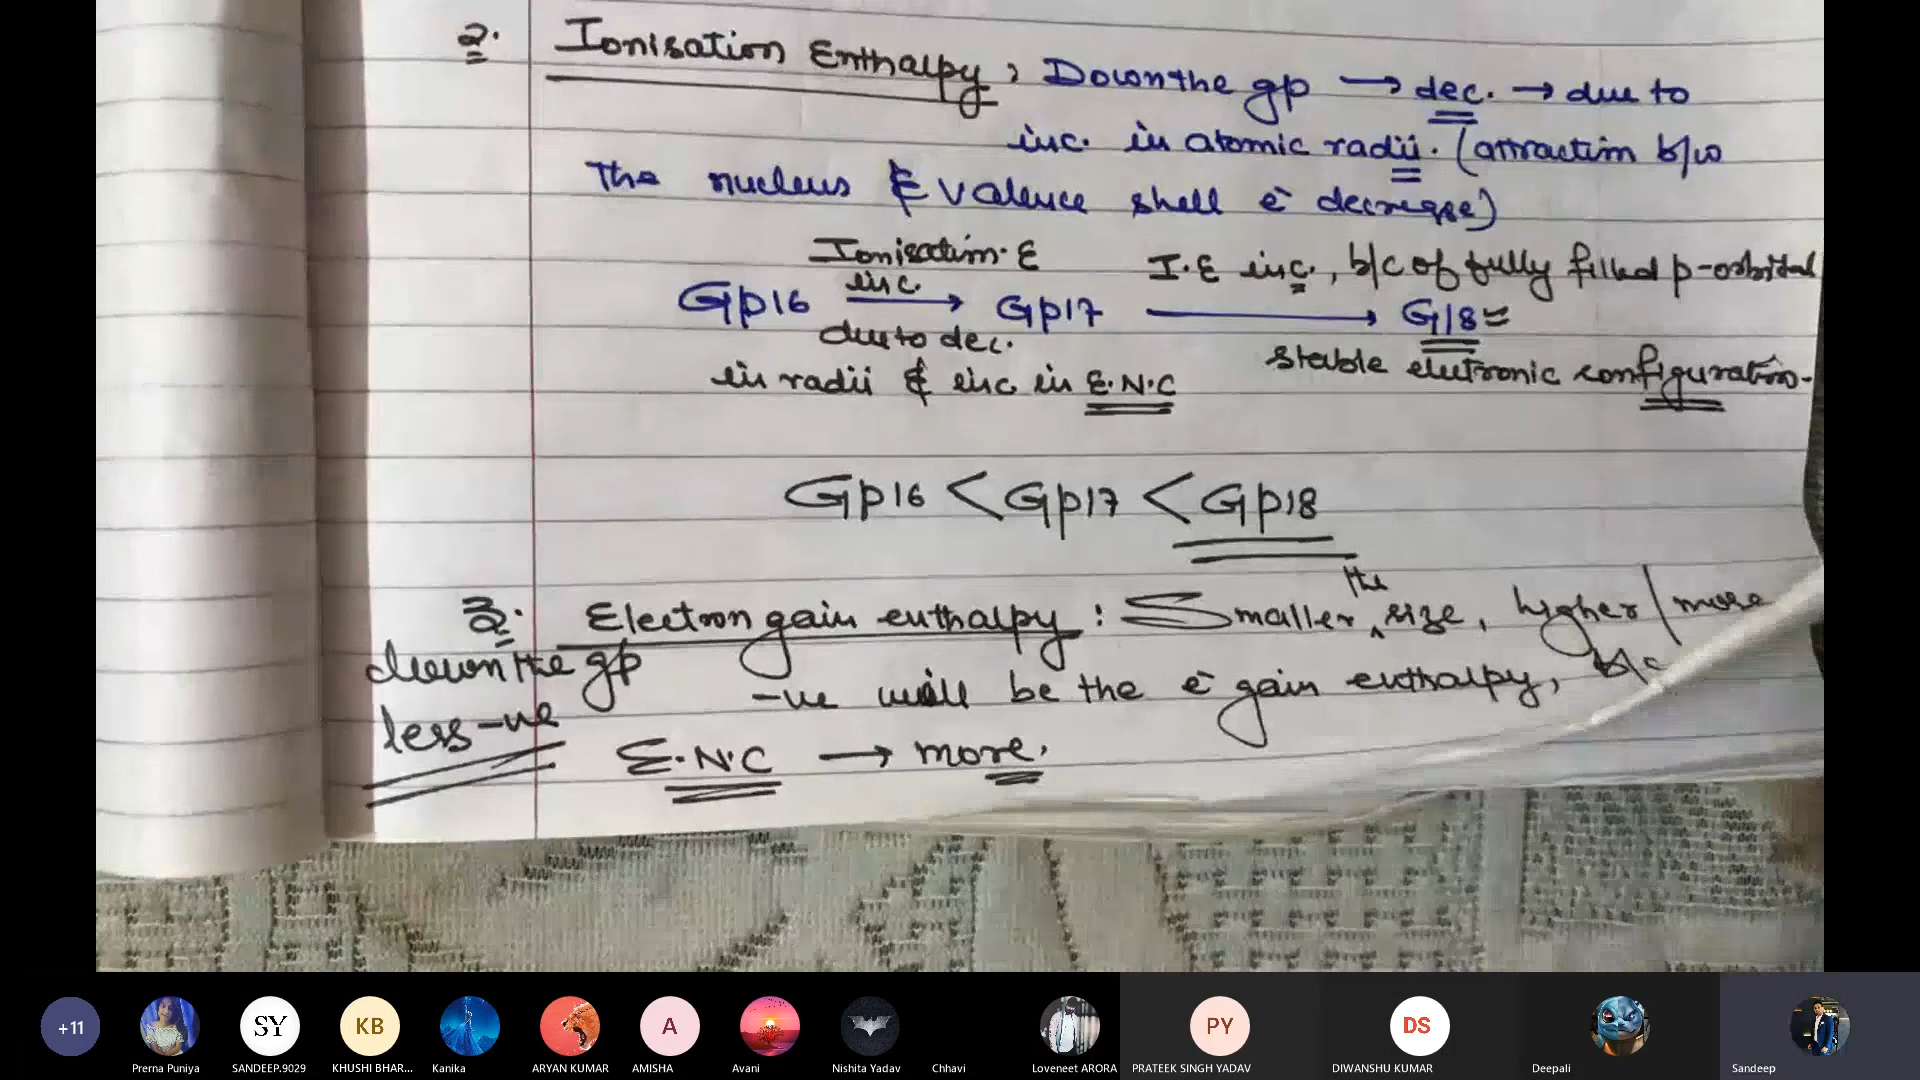 2. Ionisation Enthalpy, Down the gp → dec. → due to
inc. in atomic radii. (attraction b/w
The nucleus & valence shell e⁻ decrease)
Ionisation. E
inc.
I.E inc., b/c of fully filled p-orbital
Gp16 → Gp17 → G18
due to dec.
in radii & inc in E.N.C
stable eletronic configuration.
Gp16 < Gp17 < Gp18
3. Electron gain enthalpy : Smaller the size, higher/more
down the gp
-ve will be the e⁻ gain enthalpy, b/c
less -ve
E.N.C → more.
+11
SY
KB
A
PY
DS
Prerna Puniya
SANDEEP.9029
KHUSHI BHAR...
Kanika
ARYAN KUMAR
AMISHA
Avani
Nishita Yadav
Chhavi
Loveneet ARORA
PRATEEK SINGH YADAV
DIWANSHU KUMAR
Deepali
Sandeep